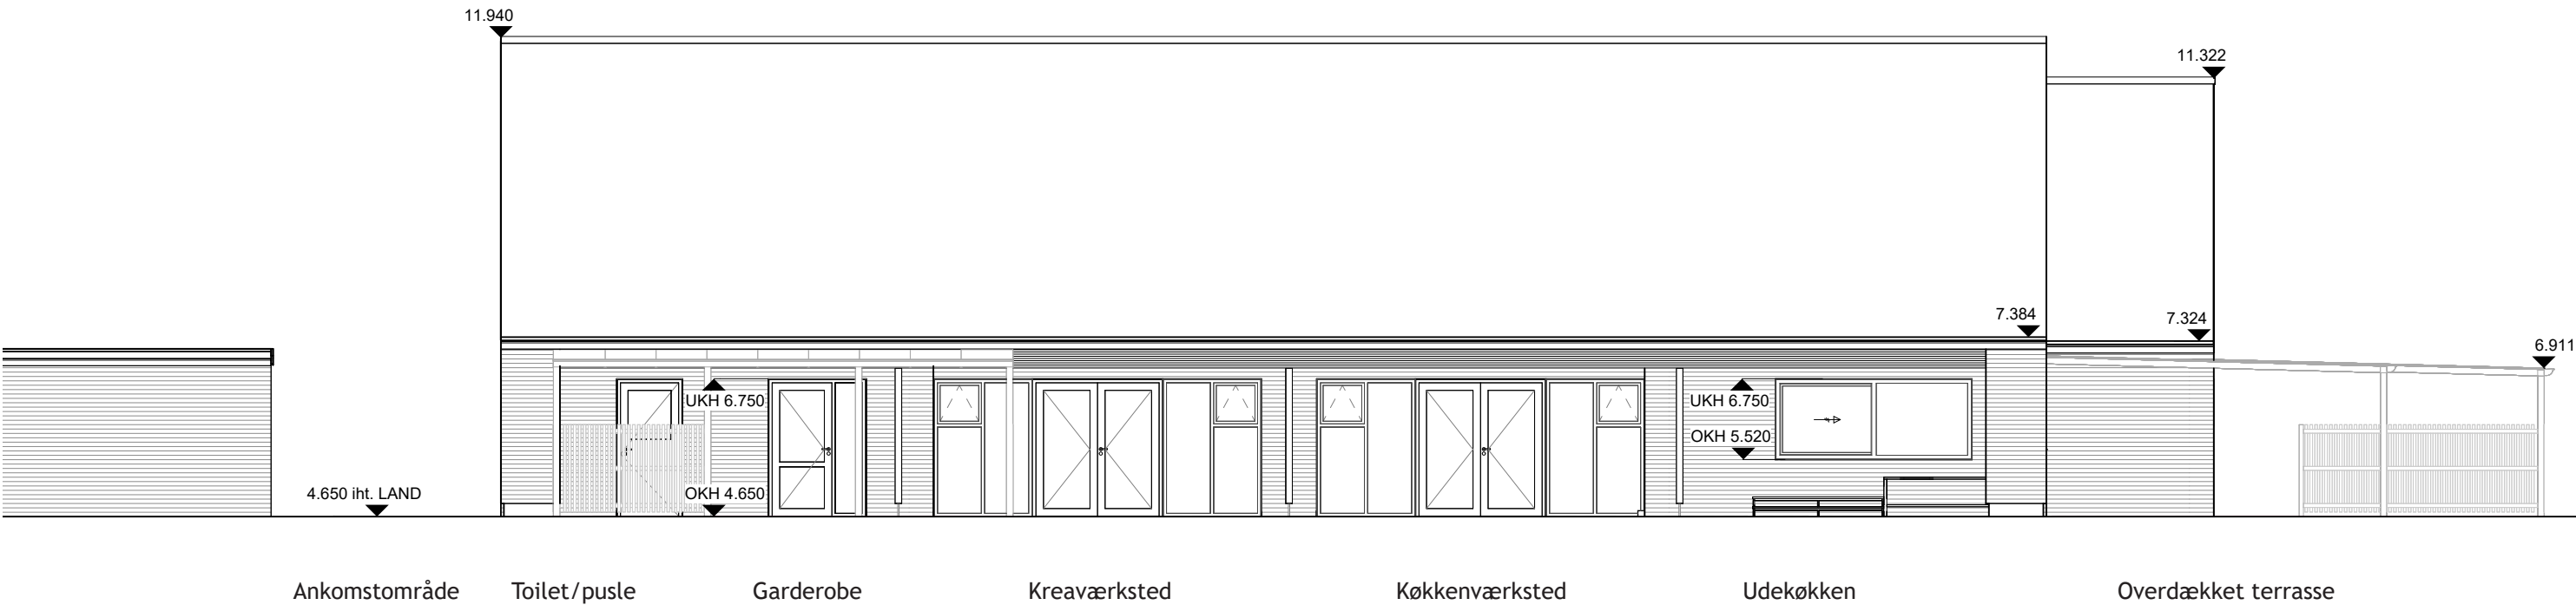 11.940
11.322
7.384
7.324
6.911
UKH 6.750
UKH 6.750
OKH 5.520
4.650 iht. LAND
OKH 4.650
Ankomstområde
Toilet/pusle
Garderobe
Kreaværksted
Køkkenværksted
Udekøkken
Overdækket terrasse